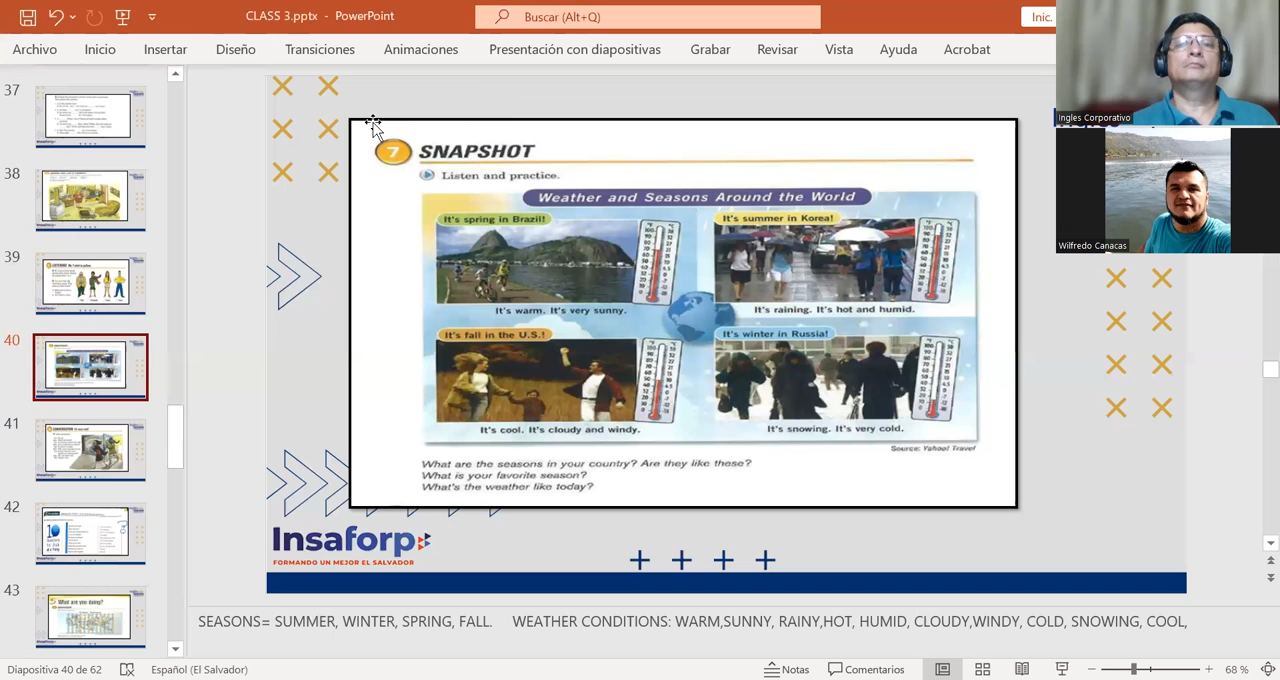 CLASS 3.pptx - PowerPoint
Buscar (Alt+Q)
Inic.
Archivo Inicio Insertar Diseño Transiciones Animaciones Presentación con diapositivas Grabar Revisar Vista Ayuda Acrobat
Ingles Corporativo
Wilfredo Canacas
37
38
39
40
41
42
43
What are you doing?
7 SNAPSHOT
Listen and practice.
Weather and Seasons Around the World
It's spring in Brazil!
It's summer in Korea!
It's warm. It's very sunny.
It's raining. It's hot and humid.
It's fall in the U.S.!
It's winter in Russia!
It's cool. It's cloudy and windy.
It's snowing. It's very cold.
Source: Yahoo! Travel
What are the seasons in your country? Are they like these?
What is your favorite season?
What's the weather like today?
Insaforp
FORMANDO UN MEJOR EL SALVADOR
SEASONS= SUMMER, WINTER, SPRING, FALL. WEATHER CONDITIONS: WARM,SUNNY, RAINY,HOT, HUMID, CLOUDY,WINDY, COLD, SNOWING, COOL,
Diapositiva 40 de 62 Español (El Salvador) Notas Comentarios 68 %